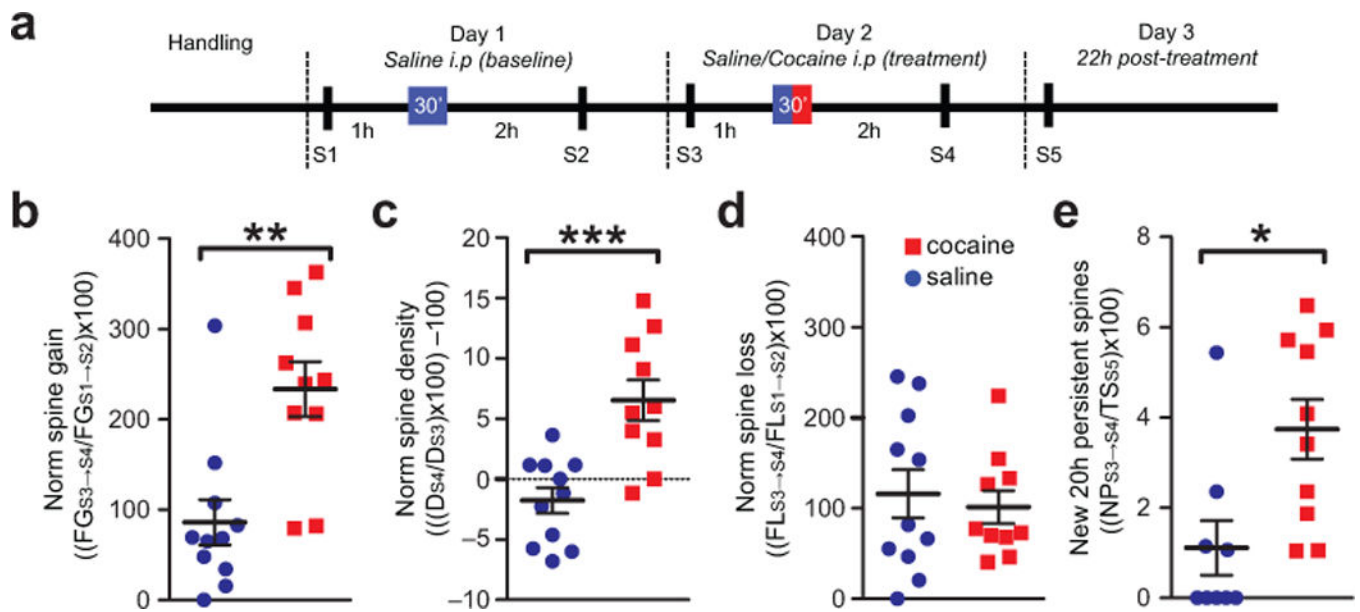 a
Handling
Day 1
Saline i.p (baseline)
Day 2
Saline/Cocaine i.p (treatment)
Day 3
22h post-treatment
30'
30'
1h
2h
1h
2h
S1
S2
S3
S4
S5
b
Norm spine gain
((FGS3→S4/FGS1→S2)x100)
400
300
200
100
0
**
c
Norm spine density
(((DS4/DS3)x100) –100)
20
15
10
5
0
–5
–10
***
d
Norm spine loss
((FLS3→S4/FLS1→S2)x100)
400
300
200
100
0
cocaine
saline
e
New 20h persistent spines
((NPS3→S4/TSS5)x100)
8
6
4
2
0
*